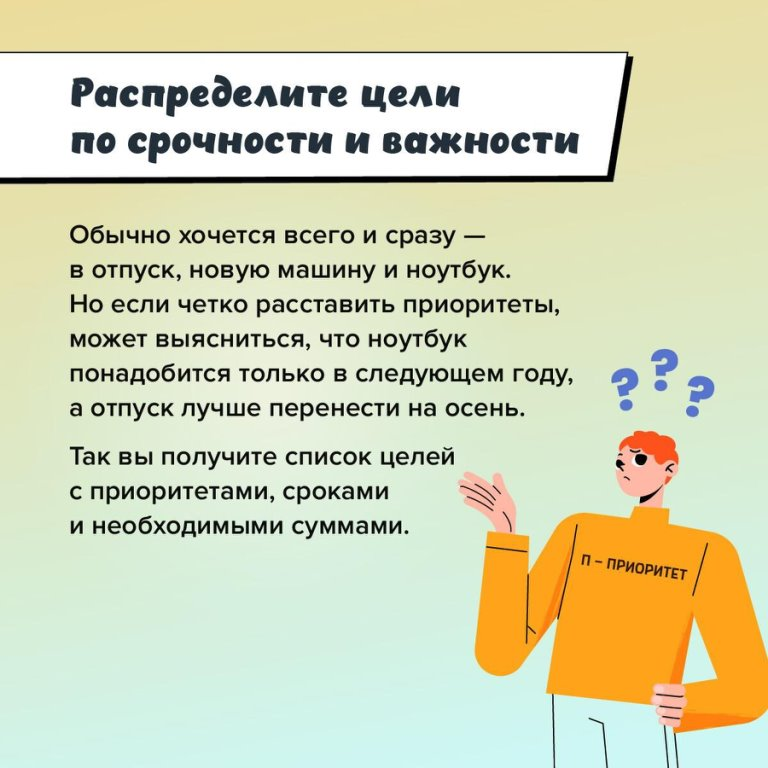 Распределите цели
по срочности и важности
Обычно хочется всего и сразу —
в отпуск, новую машину и ноутбук.
Но если четко расставить приоритеты,
может выясниться, что ноутбук
понадобится только в следующем году,
а отпуск лучше перенести на осень.
Так вы получите список целей
с приоритетами, сроками
и необходимыми суммами.
? ? ?
П – ПРИОРИТЕТ